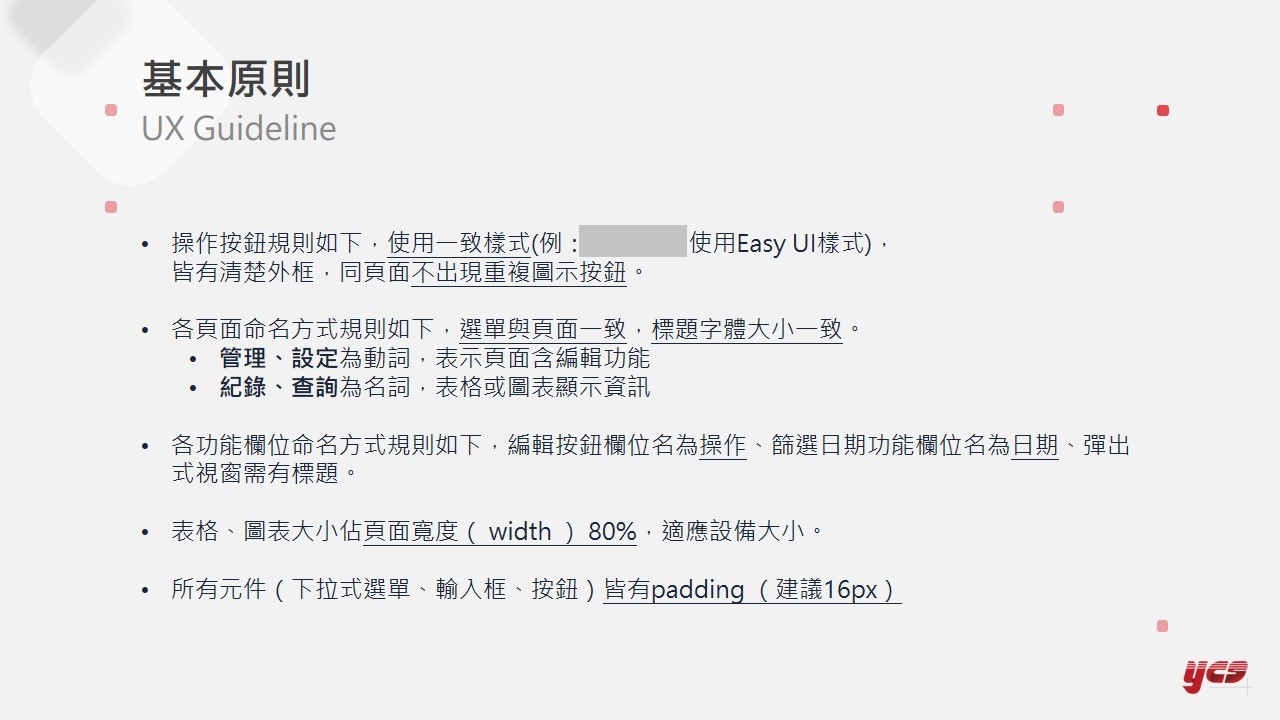 基本原則
UX Guideline
• 操作按鈕規則如下，使用一致樣式(例： 使用Easy UI樣式)，
皆有清楚外框，同頁面不出現重複圖示按鈕。
• 各頁面命名方式規則如下，選單與頁面一致，標題字體大小一致。
• 管理、設定為動詞，表示頁面含編輯功能
• 紀錄、查詢為名詞，表格或圖表顯示資訊
• 各功能欄位命名方式規則如下，編輯按鈕欄位名為操作、篩選日期功能欄位名為日期、彈出
式視窗需有標題。
• 表格、圖表大小佔頁面寬度（ width ） 80%，適應設備大小。
• 所有元件（下拉式選單、輸入框、按鈕）皆有padding （建議16px）
ycs